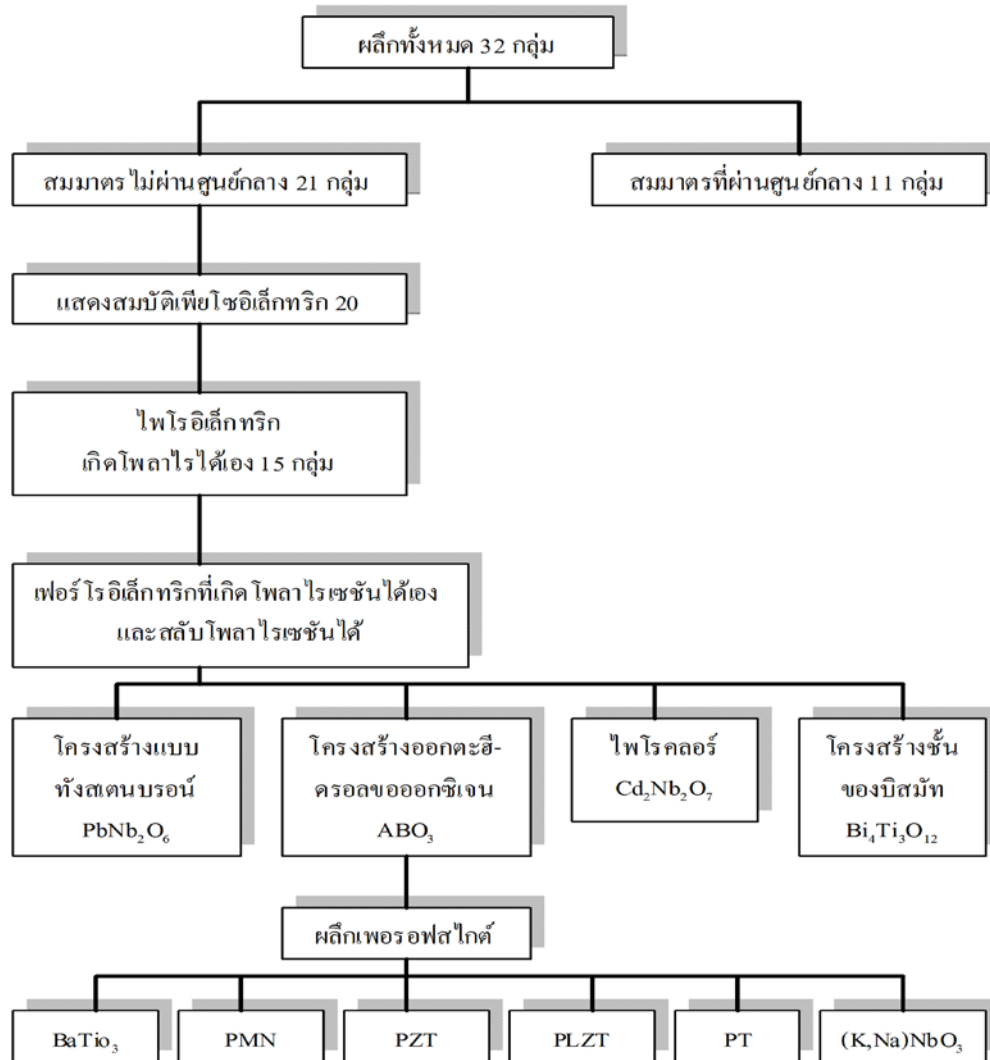 ผลึกทั้งหมด 32 กลุ่ม
สมมาตรไม่ผ่านศูนย์กลาง 21 กลุ่ม
สมมาตรที่ผ่านศูนย์กลาง 11 กลุ่ม
แสดงสมบัติเพียโซอิเล็กทริก 20
ไพโรอิเล็กทริก
เกิดโพลาไรได้เอง 15 กลุ่ม
เฟอร์โรอิเล็กทริกที่เกิดโพลาไรเซชันได้เอง
และสลับโพลาไรเซชันได้
โครงสร้างแบบ
ทังสเตนบรอน์
PbNb₂O₆
โครงสร้างออกตะฮี-
ดรอลขอออกซิเจน
ABO₃
ไพโรคลอร์
Cd₂Nb₂O₇
โครงสร้างชั้น
ของบิสมัท
Bi₄Ti₃O₁₂
ผลึกเพอรอฟสไกต์
BaTio₃
PMN
PZT
PLZT
PT
(K,Na)NbO₃